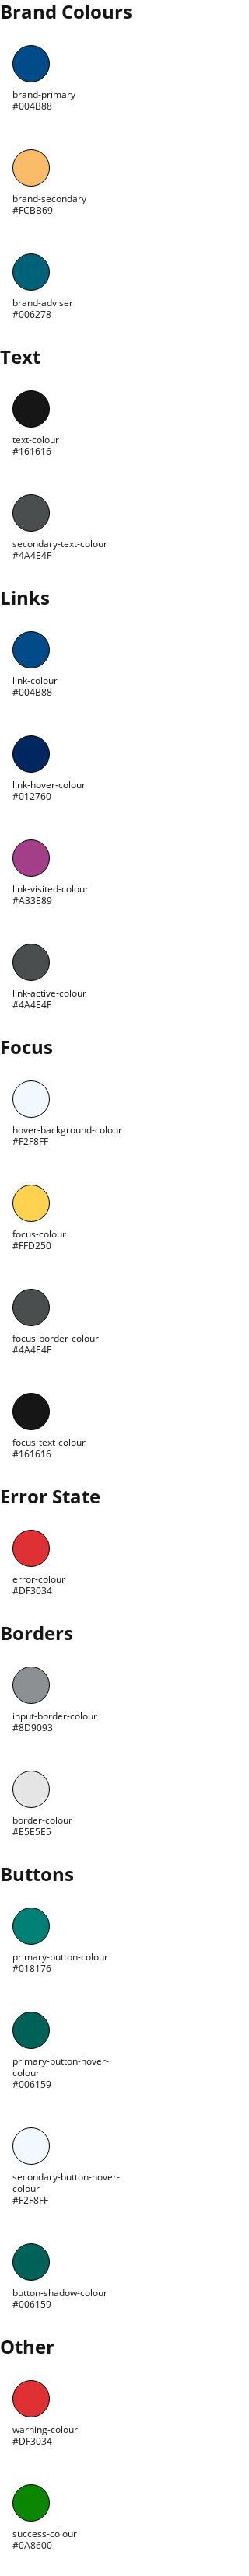 Brand Colours
brand-primary
#004B88
brand-secondary
#FCBB69
brand-adviser
#006278
Text
text-colour
#161616
secondary-text-colour
#4A4E4F
Links
link-colour
#004B88
link-hover-colour
#012760
link-visited-colour
#A33E89
link-active-colour
#4A4E4F
Focus
hover-background-colour
#F2F8FF
focus-colour
#FFD250
focus-border-colour
#4A4E4F
focus-text-colour
#161616
Error State
error-colour
#DF3034
Borders
input-border-colour
#8D9093
border-colour
#E5E5E5
Buttons
primary-button-colour
#018176
primary-button-hover-
colour
#006159
secondary-button-hover-
colour
#F2F8FF
button-shadow-colour
#006159
Other
warning-colour
#DF3034
success-colour
#0A8600